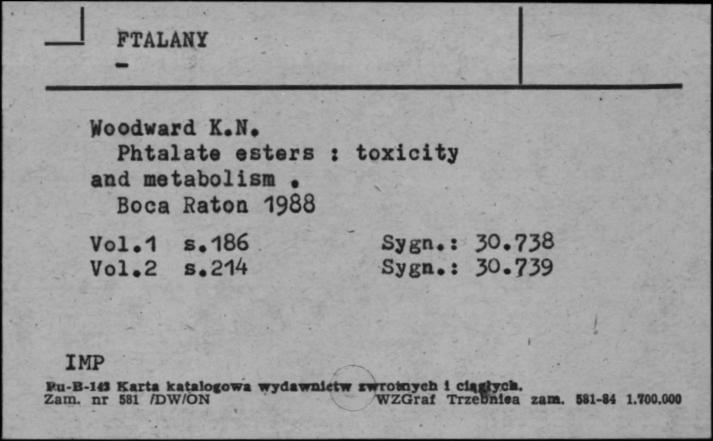 FTALANY
-
Woodward K.N.
Phtalate esters : toxicity
and metabolism .
Boca Raton 1988
Vol.1 s.186 Sygn.: 30.738
Vol.2 s.214 Sygn.: 30.739
IMP
Pu-B-143 Karta katalogowa wydawnictw zwrotnych i ciągłych.
Zam. nr 581 /DW/ON WZGraf Trzebnica zam. 581-84 1.700.000